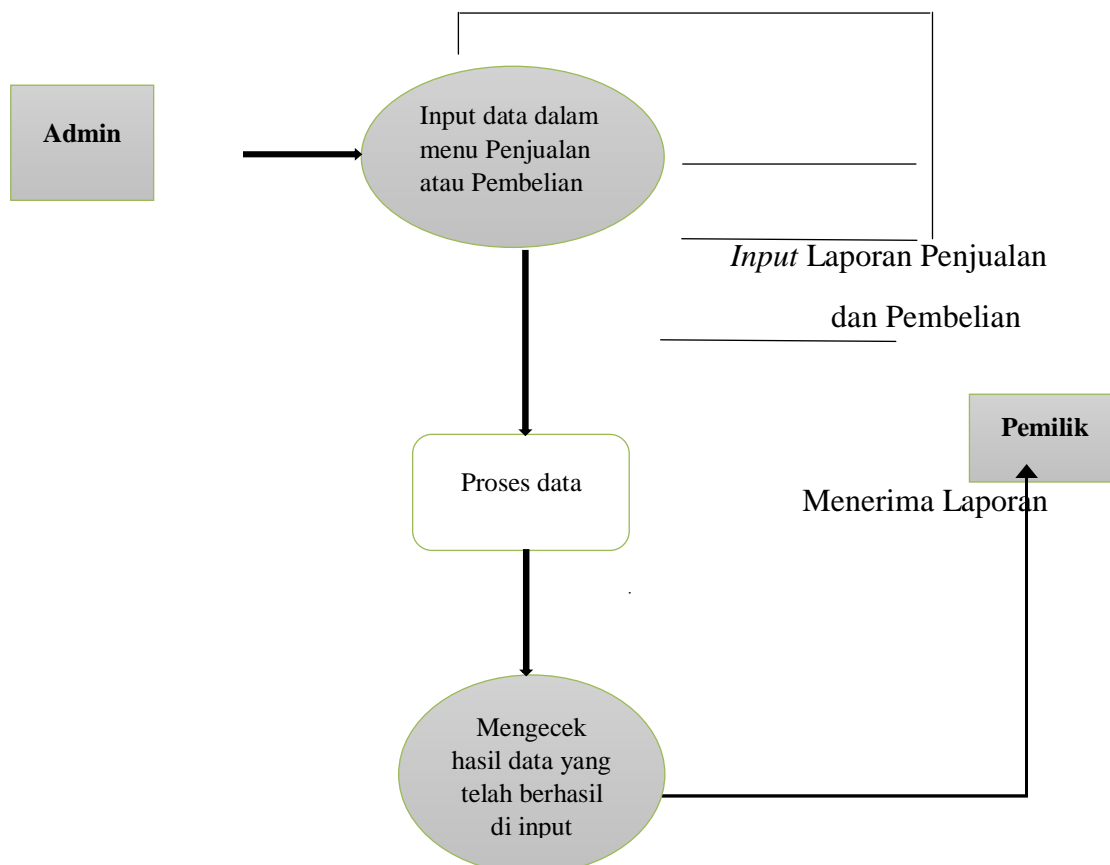 Admin
Input data dalam
menu Penjualan
atau Pembelian
Input Laporan Penjualan
dan Pembelian
Pemilik
Proses data
Menerima Laporan
Mengecek
hasil data yang
telah berhasil
di input